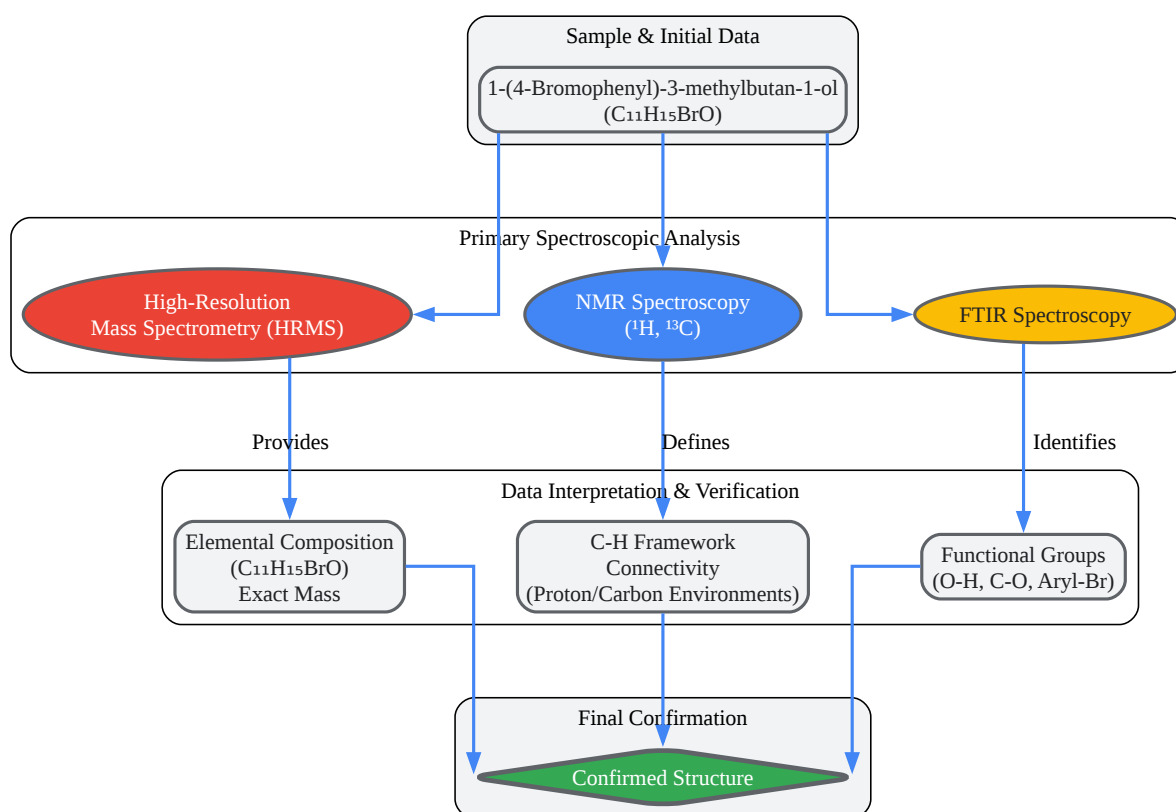 Sample & Initial Data
1-(4-Bromophenyl)-3-methylbutan-1-ol
(C₁₁H₁₅BrO)
Primary Spectroscopic Analysis
High-Resolution
Mass Spectrometry (HRMS)
NMR Spectroscopy
(¹H, ¹³C)
FTIR Spectroscopy
Provides
Defines
Identifies
Data Interpretation & Verification
Elemental Composition
(C₁₁H₁₅BrO)
Exact Mass
C-H Framework
Connectivity
(Proton/Carbon Environments)
Functional Groups
(O-H, C-O, Aryl-Br)
Final Confirmation
Confirmed Structure